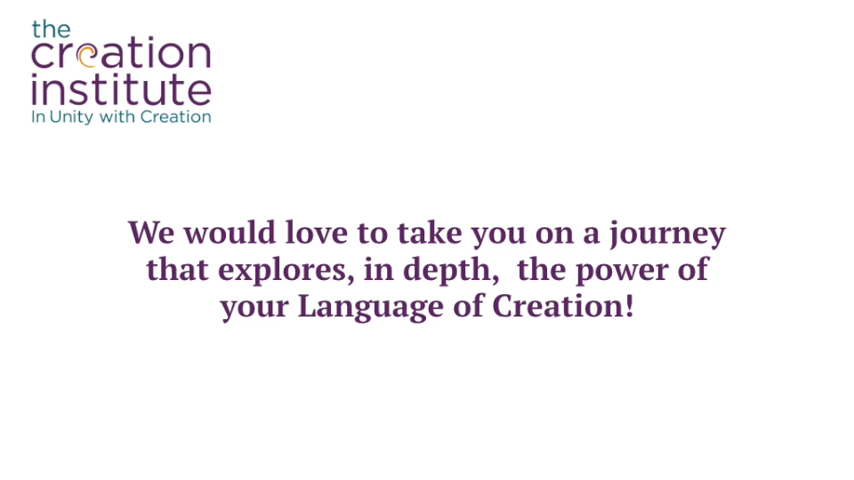 the
creation
institute
In Unity with Creation
We would love to take you on a journey
that explores, in depth,  the power of
your Language of Creation!